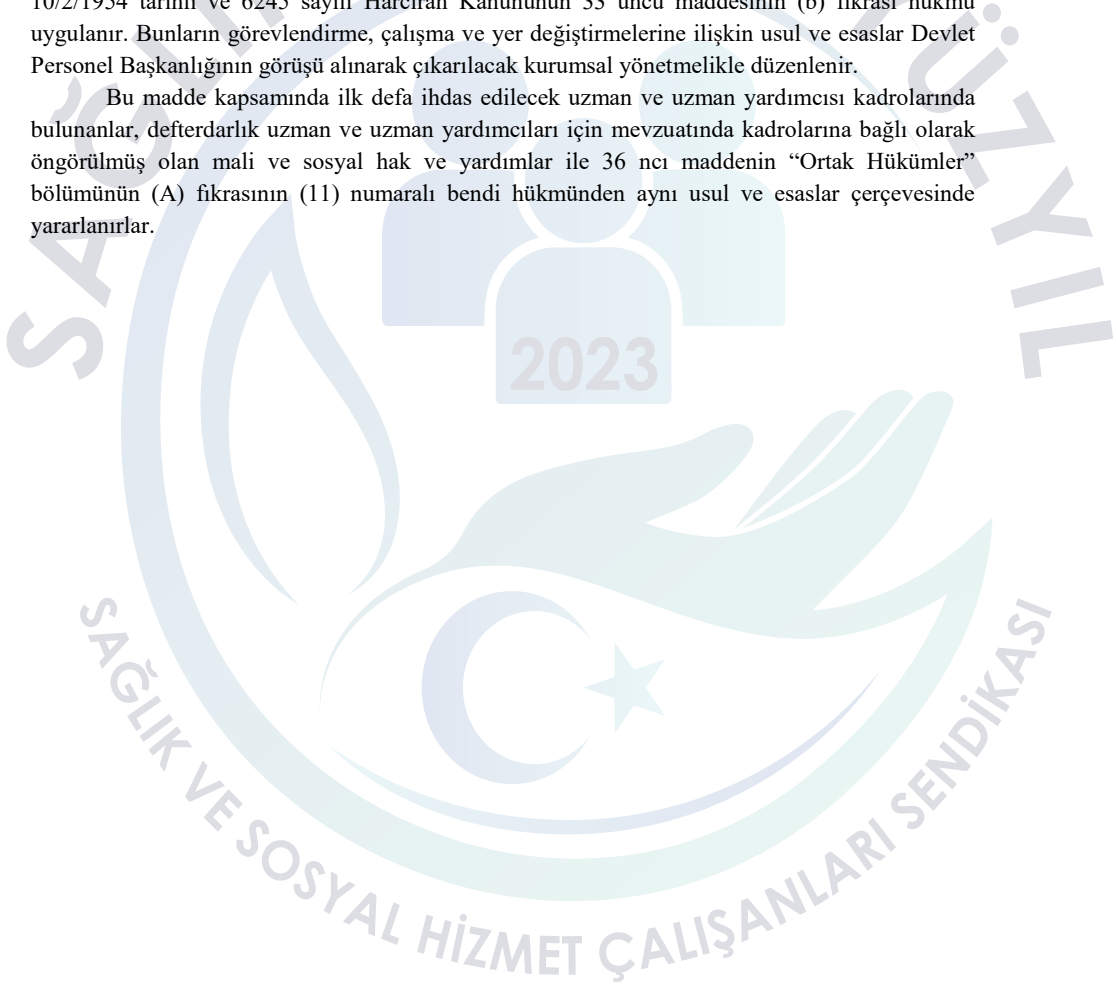 10/2/1954 tarihli ve 6245 sayılı Harcırah Kanununun 33 üncü maddesinin (b) fıkrası hükmü
uygulanır. Bunların görevlendirme, çalışma ve yer değiştirmelerine ilişkin usul ve esaslar Devlet
Personel Başkanlığının görüşü alınarak çıkarılacak kurumsal yönetmelikle düzenlenir.
Bu madde kapsamında ilk defa ihdas edilecek uzman ve uzman yardımcısı kadrolarında
bulunanlar, defterdarlık uzman ve uzman yardımcıları için mevzuatında kadrolarına bağlı olarak
öngörülmüş olan mali ve sosyal hak ve yardımlar ile 36 ncı maddenin “Ortak Hükümler”
bölümünün (A) fıkrasının (11) numaralı bendi hükmünden aynı usul ve esaslar çerçevesinde
yararlanırlar.
2023
SAĞLIK VE SOSYAL HİZMET ÇALIŞANLARI SENDİKASI